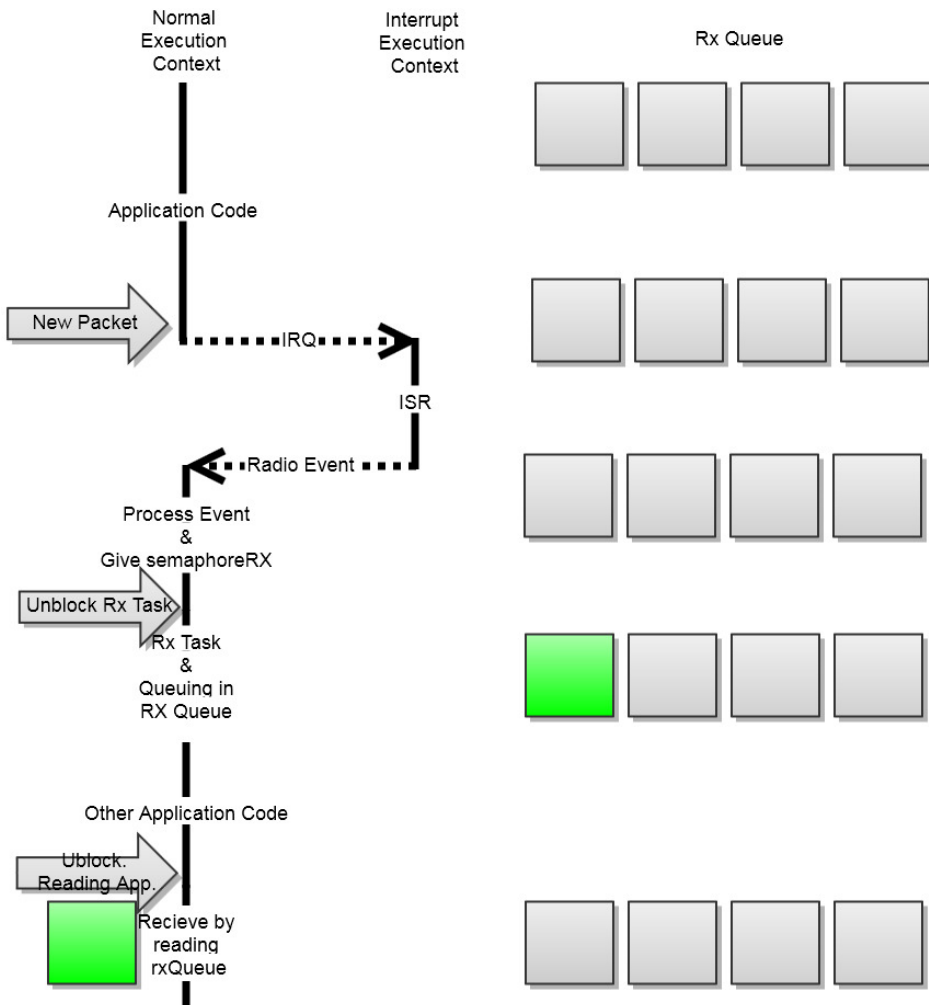 Normal
Execution
Context
Interrupt
Execution
Context
Rx Queue
Application Code
New Packet
IRQ
ISR
Radio Event
Process Event
&
Give semaphoreRX
Unblock Rx Task
Rx Task
&
Queuing in
RX Queue
Other Application Code
Ublock.
Reading App.
Recieve by
reading
rxQueue